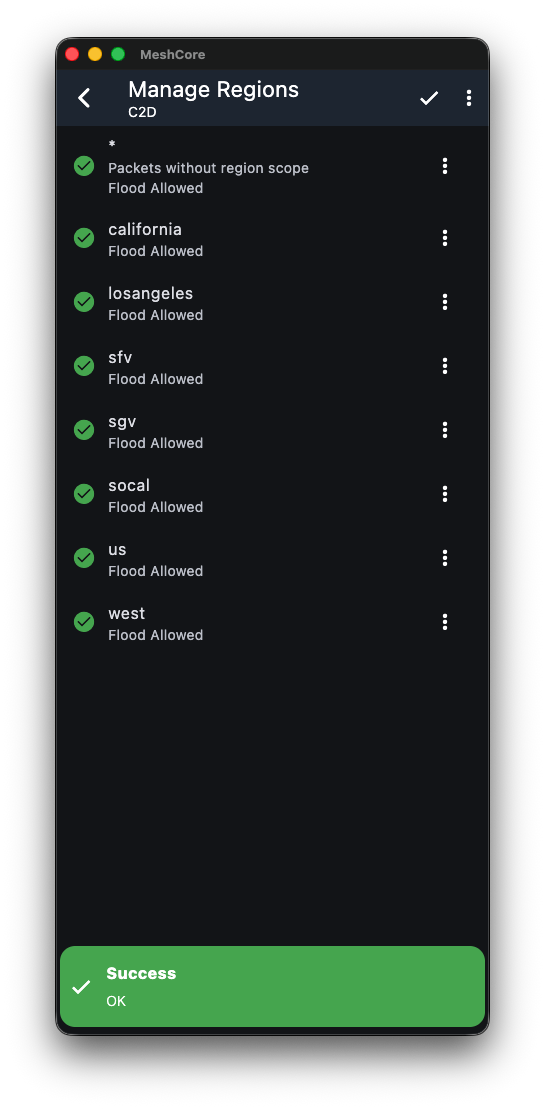 MeshCore
Manage Regions
C2D
*
Packets without region scope
Flood Allowed
california
Flood Allowed
losangeles
Flood Allowed
sfv
Flood Allowed
sgv
Flood Allowed
socal
Flood Allowed
us
Flood Allowed
west
Flood Allowed
Success
OK